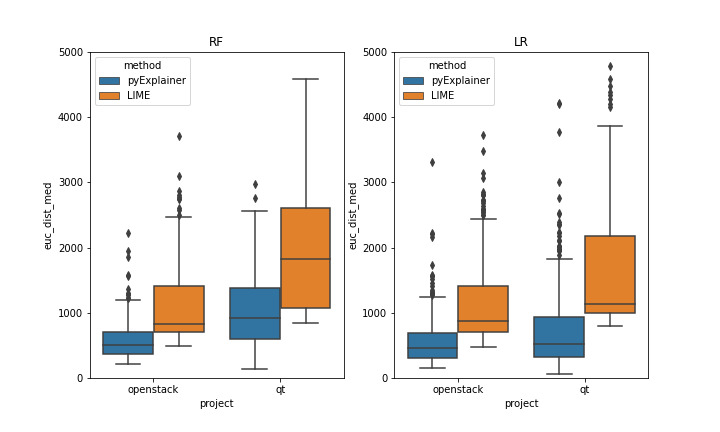 RF
method
pyExplainer
LIME
5000
4000
3000
2000
1000
0
euc_dist_med
openstack
qt
project
LR
method
pyExplainer
LIME
5000
4000
3000
2000
1000
0
euc_dist_med
openstack
qt
project